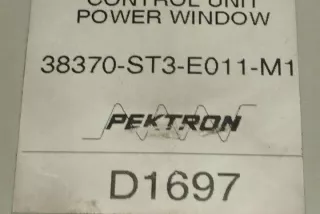 CONTROL UNIT
POWER WINDOW
38370-ST3-E011-M1
PEKTRON
D1697